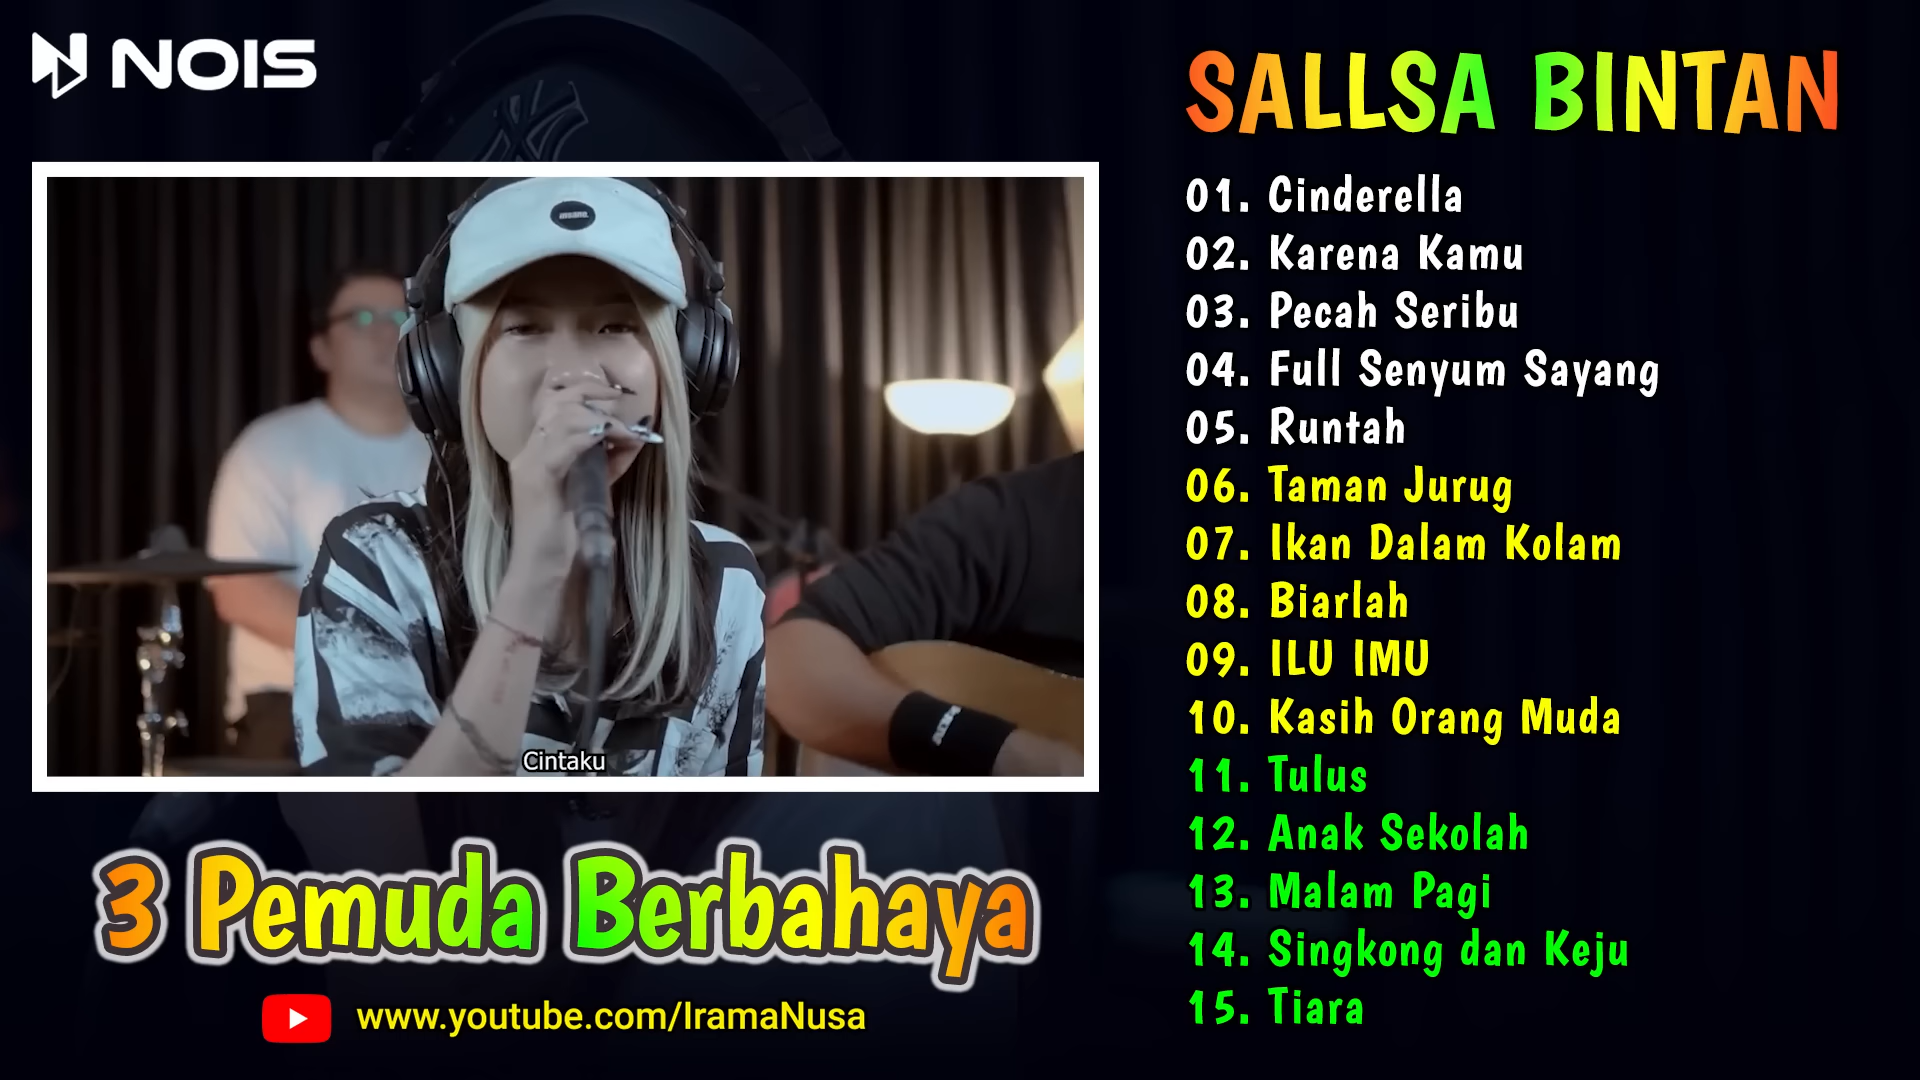 NOIS
SALLSA BINTAN
insane.
Cintaku
3 Pemuda Berbahaya
www.youtube.com/IramaNusa
01. Cinderella
02. Karena Kamu
03. Pecah Seribu
04. Full Senyum Sayang
05. Runtah
06. Taman Jurug
07. Ikan Dalam Kolam
08. Biarlah
09. ILU IMU
10. Kasih Orang Muda
11. Tulus
12. Anak Sekolah
13. Malam Pagi
14. Singkong dan Keju
15. Tiara